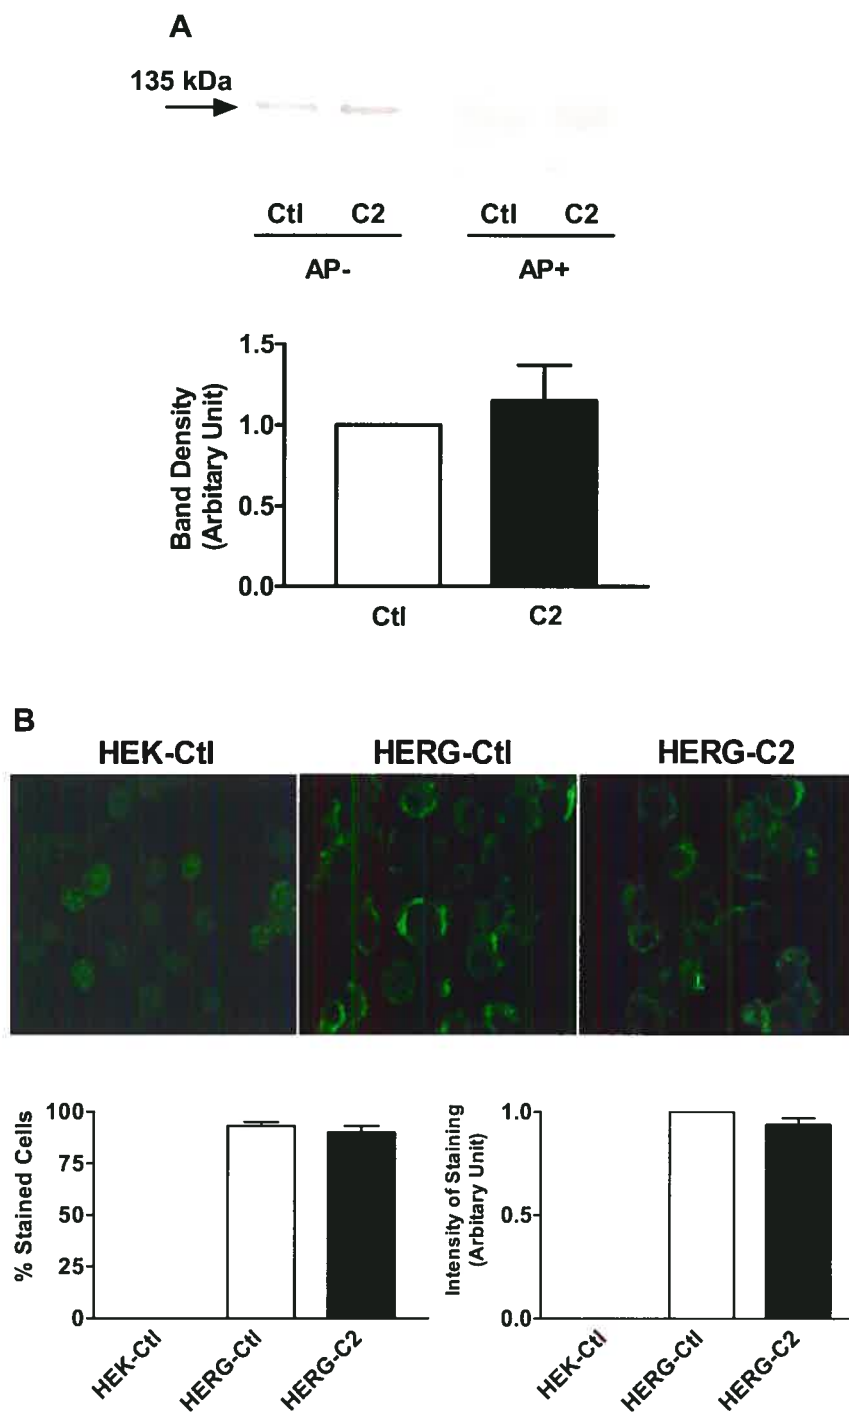 A
135 kDa
Ctl C2 Ctl C2
AP- AP+
1.5
1.0
0.5
0.0
Band Density
(Arbitary Unit)
Ctl C2
B
HEK-Ctl HERG-Ctl HERG-C2
100
75
50
25
0
% Stained Cells
HEK-Ctl
HERG-Ctl
HERG-C2
1.0
0.5
0.0
Intensity of Staining
(Arbitary Unit)
HEK-Ctl
HERG-Ctl
HERG-C2